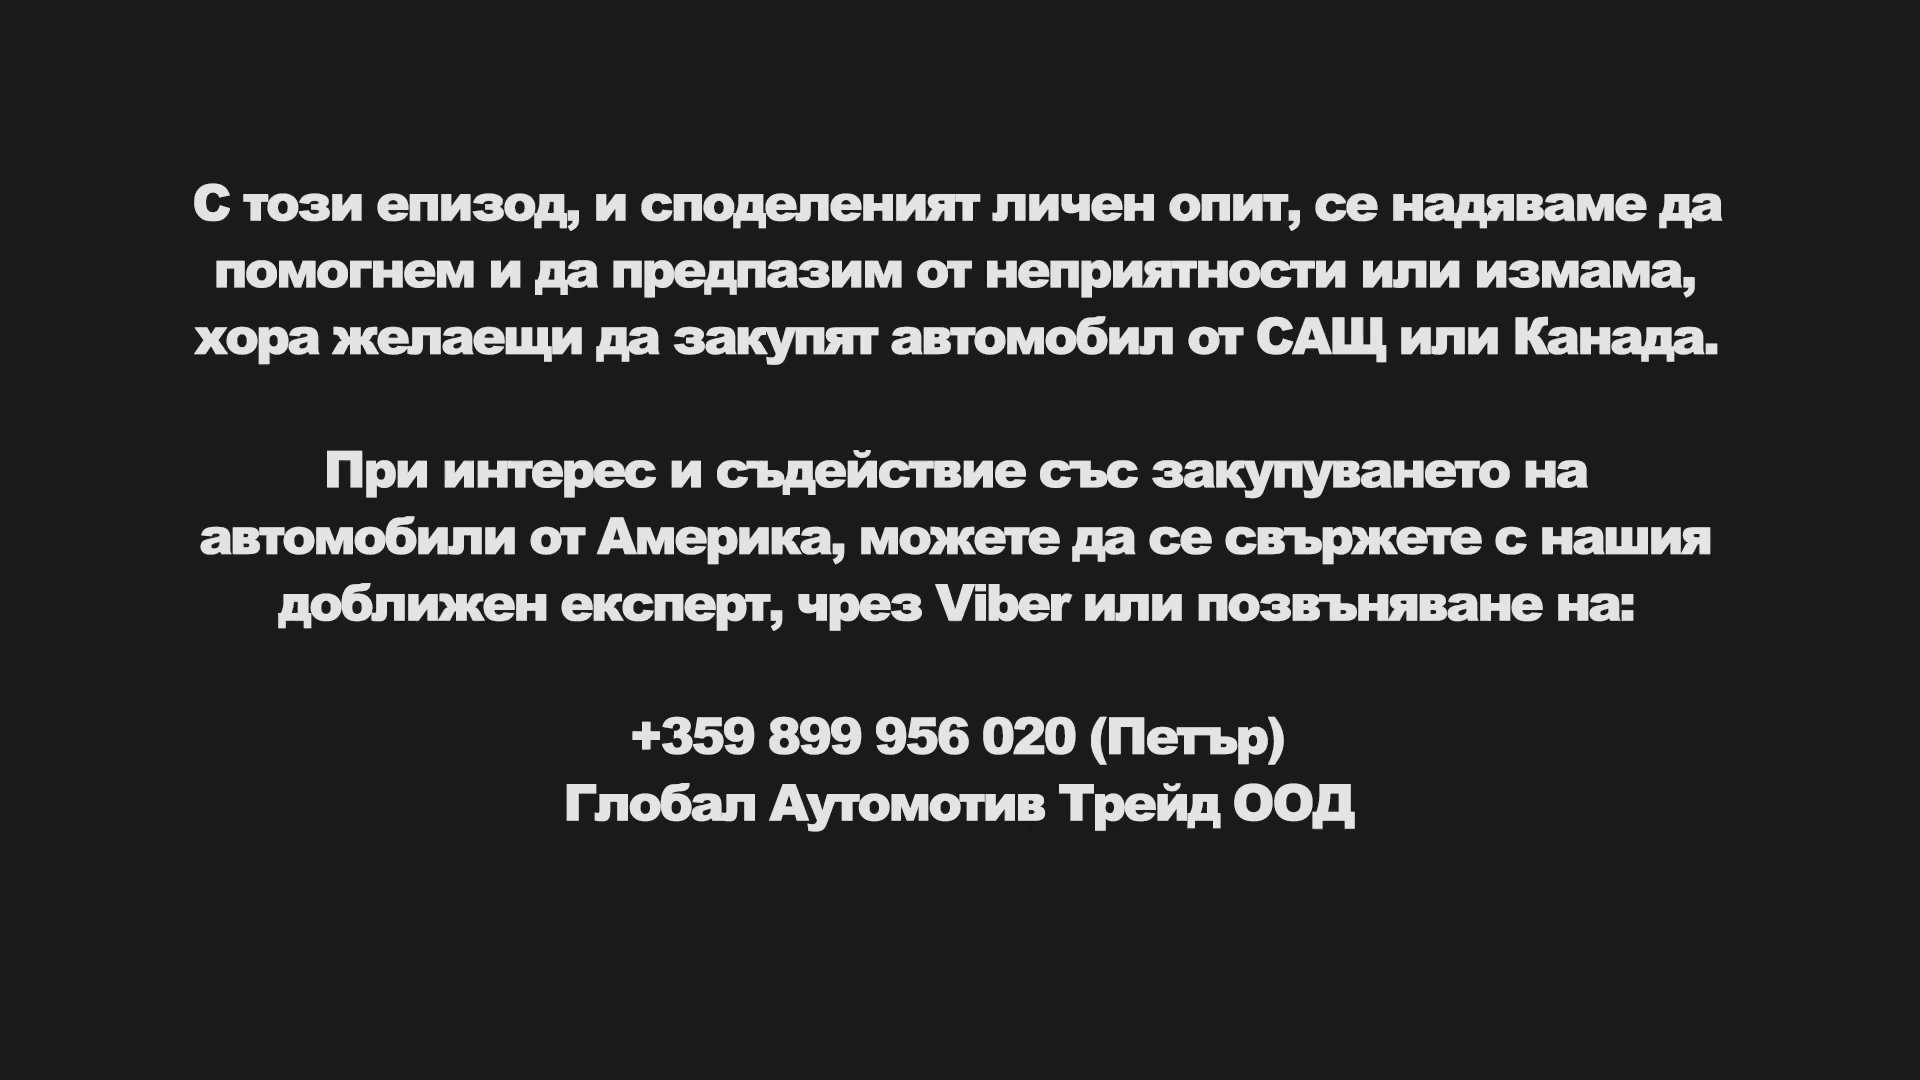 С този епизод, и споделеният личен опит, се надяваме да
помогнем и да предпазим от неприятности или измама,
хора желаещи да закупят автомобил от САЩ или Канада.
При интерес и съдействие със закупуването на
автомобили от Америка, можете да се свържете с нашия
доближен експерт, чрез Viber или позвъняване на:
+359 899 956 020 (Петър)
Глобал Аутомотив Трейд ООД